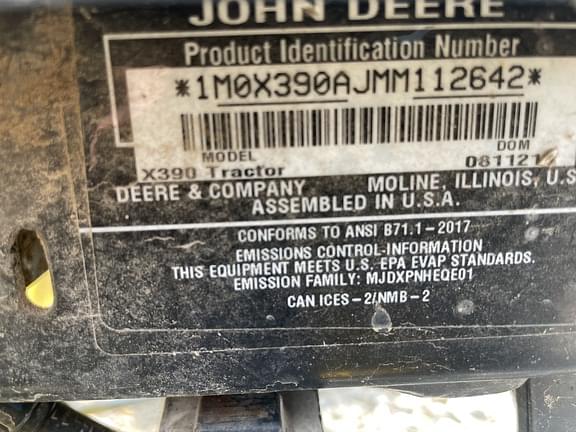 JOHN DEERE
Product Identification Number
*1M0X390AJMM112642*
MODEL DOM
X390 Tractor 081121
DEERE & COMPANY MOLINE, ILLINOIS, U.S
ASSEMBLED IN U.S.A.
CONFORMS TO ANSI B71.1-2017
EMISSIONS CONTROL-INFORMATION
THIS EQUIPMENT MEETS U.S. EPA EVAP STANDARDS.
EMISSION FAMILY: MJDXPNHEQE01
CAN ICES-2/NMB-2